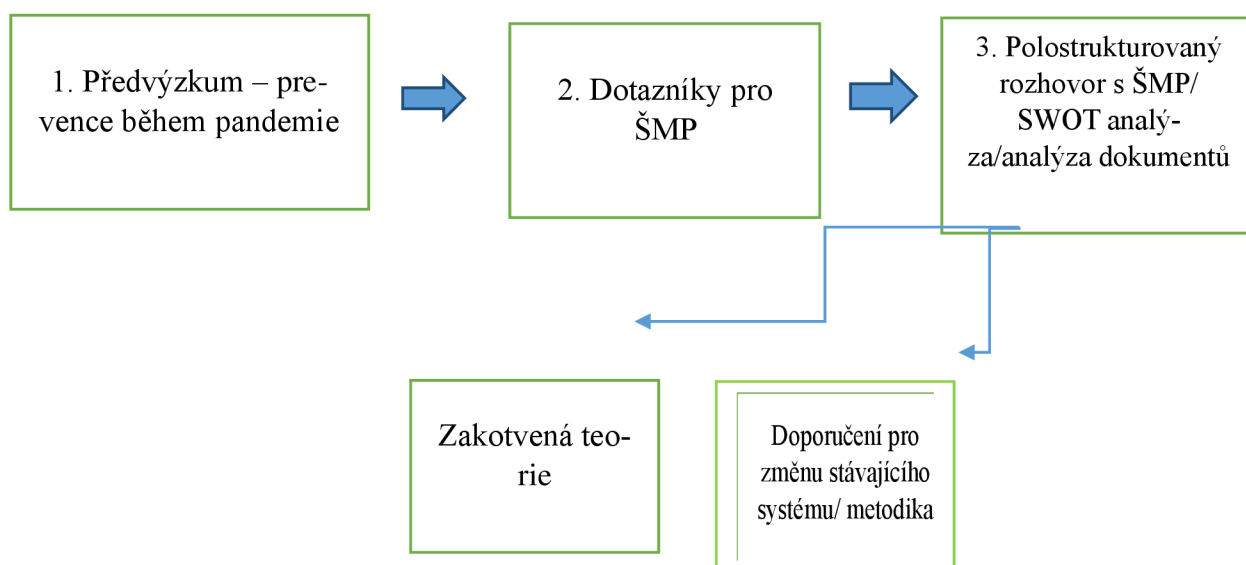 1. Předvýzkum – pre-
vence během pandemie
2. Dotazníky pro
ŠMP
3. Polostrukturovaný
rozhovor s ŠMP/
SWOT analý-
za/analýza dokumentů
Zakotvená teo-
rie
Doporučení pro
změnu stávajícího
systému/ metodika